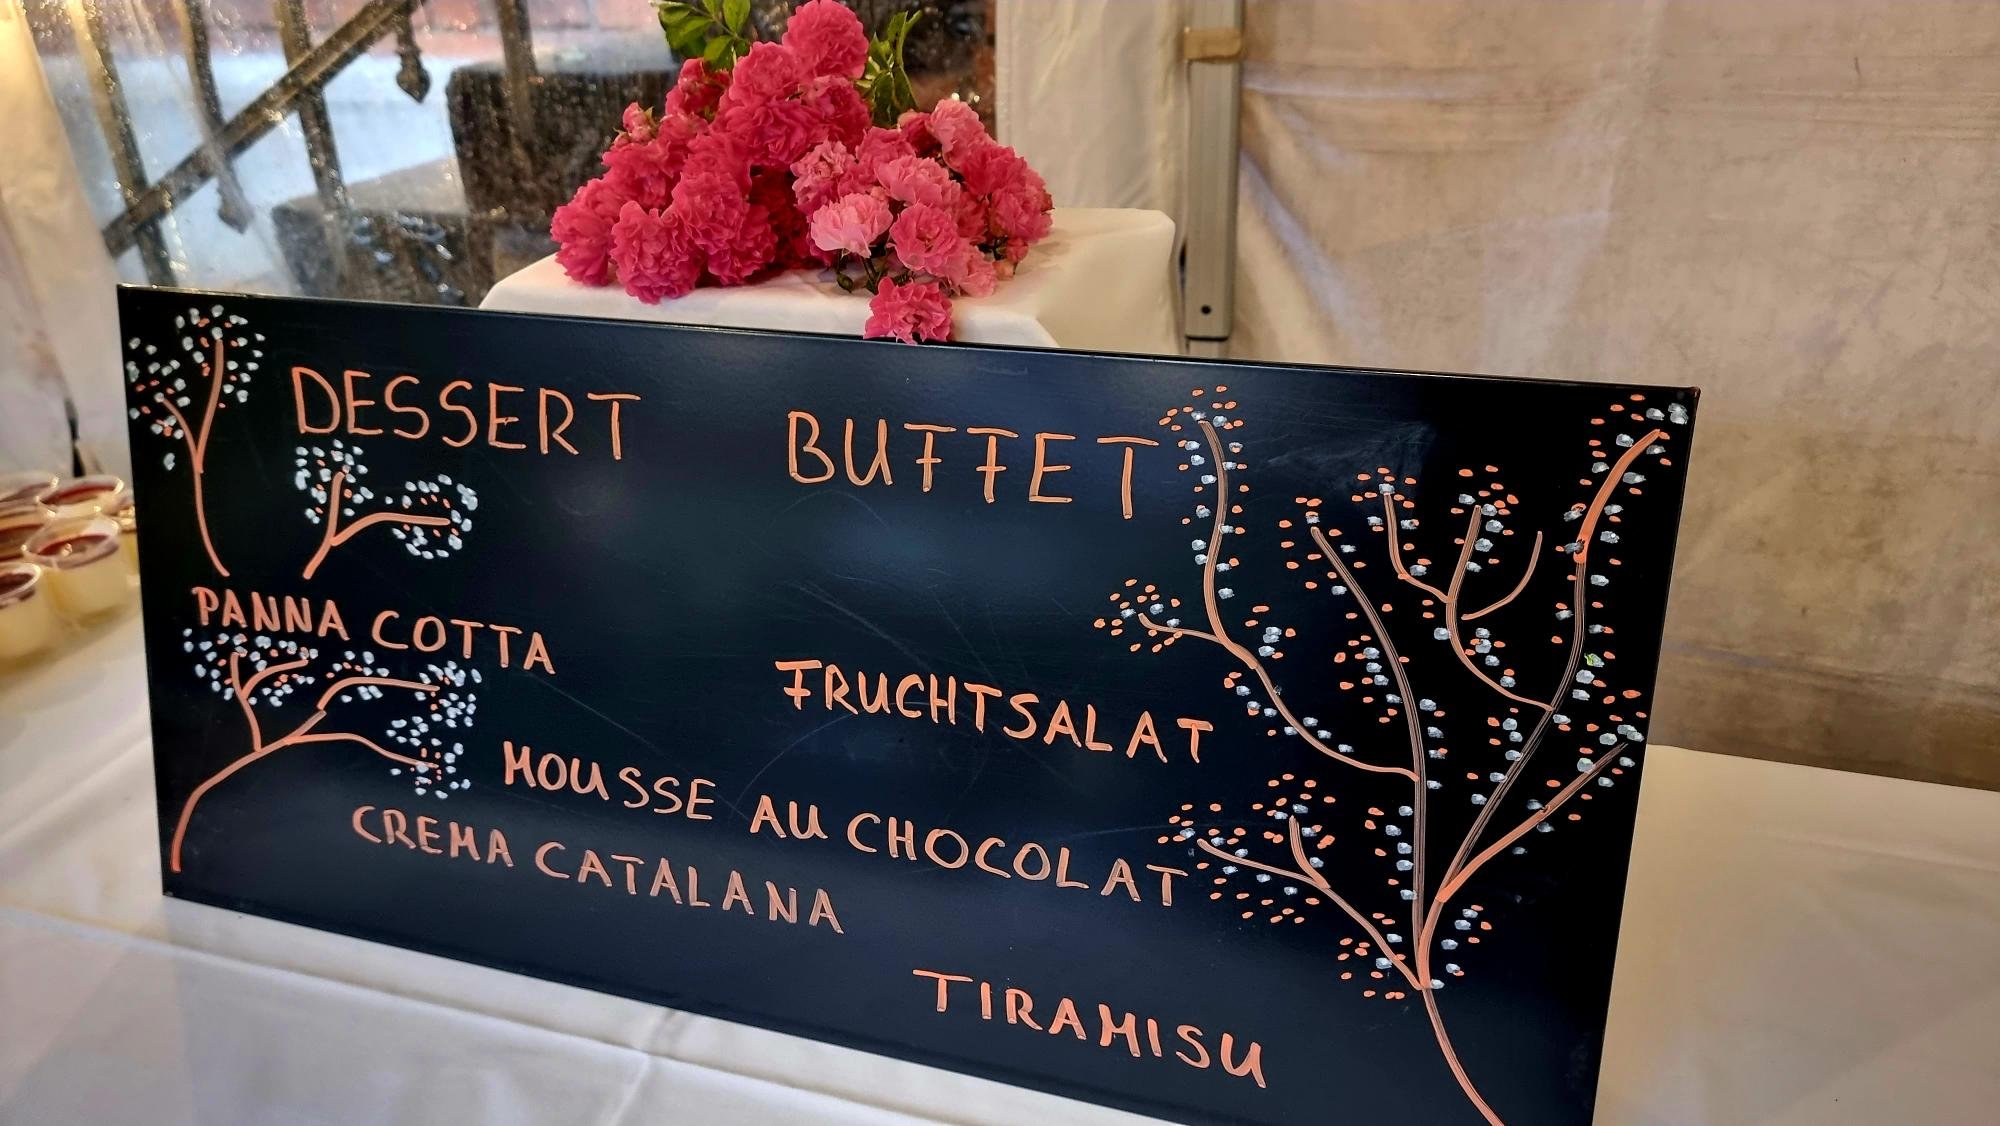 DESSERT BUFFET
PANNA COTTA
FRUCHTSALAT
MOUSSE AU CHOCOLAT
CREMA CATALANA
TIRAMISU